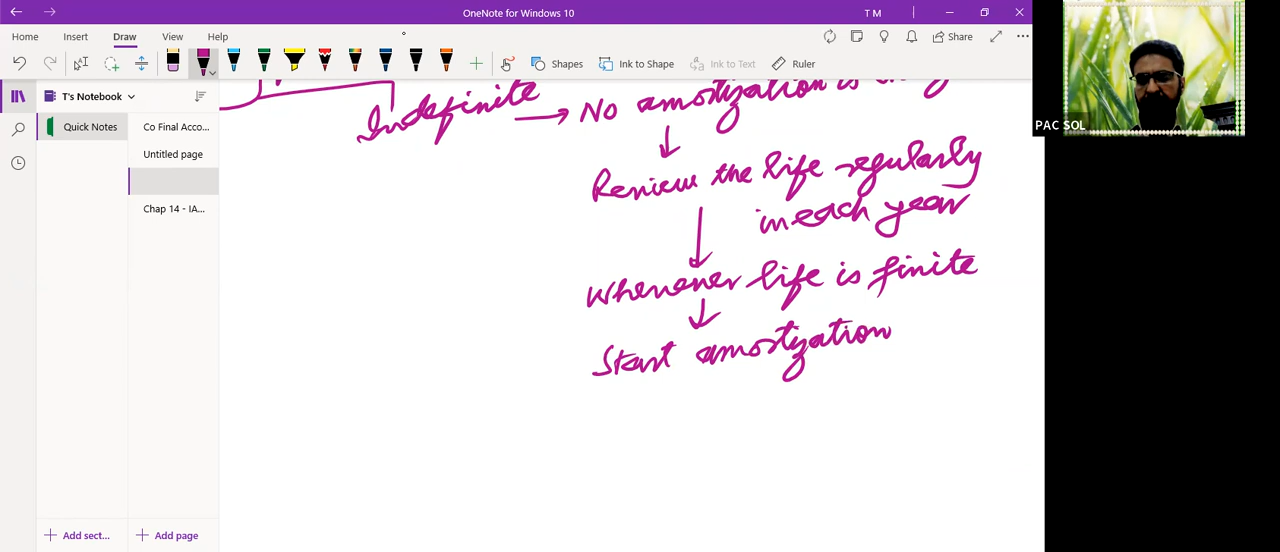 OneNote for Windows 10
T M
Home
Insert
Draw
View
Help
Share
Shapes
Ink to Shape
Ink to Text
Ruler
T's Notebook
Quick Notes
Co Final Acco...
Untitled page
Chap 14 - IA...
Add sect...
Add page
PAC SOL
Indefinite → No amortization is
↓
Review the life regularly
in each year
↓
Whenever life is finite
↓
Start amortization